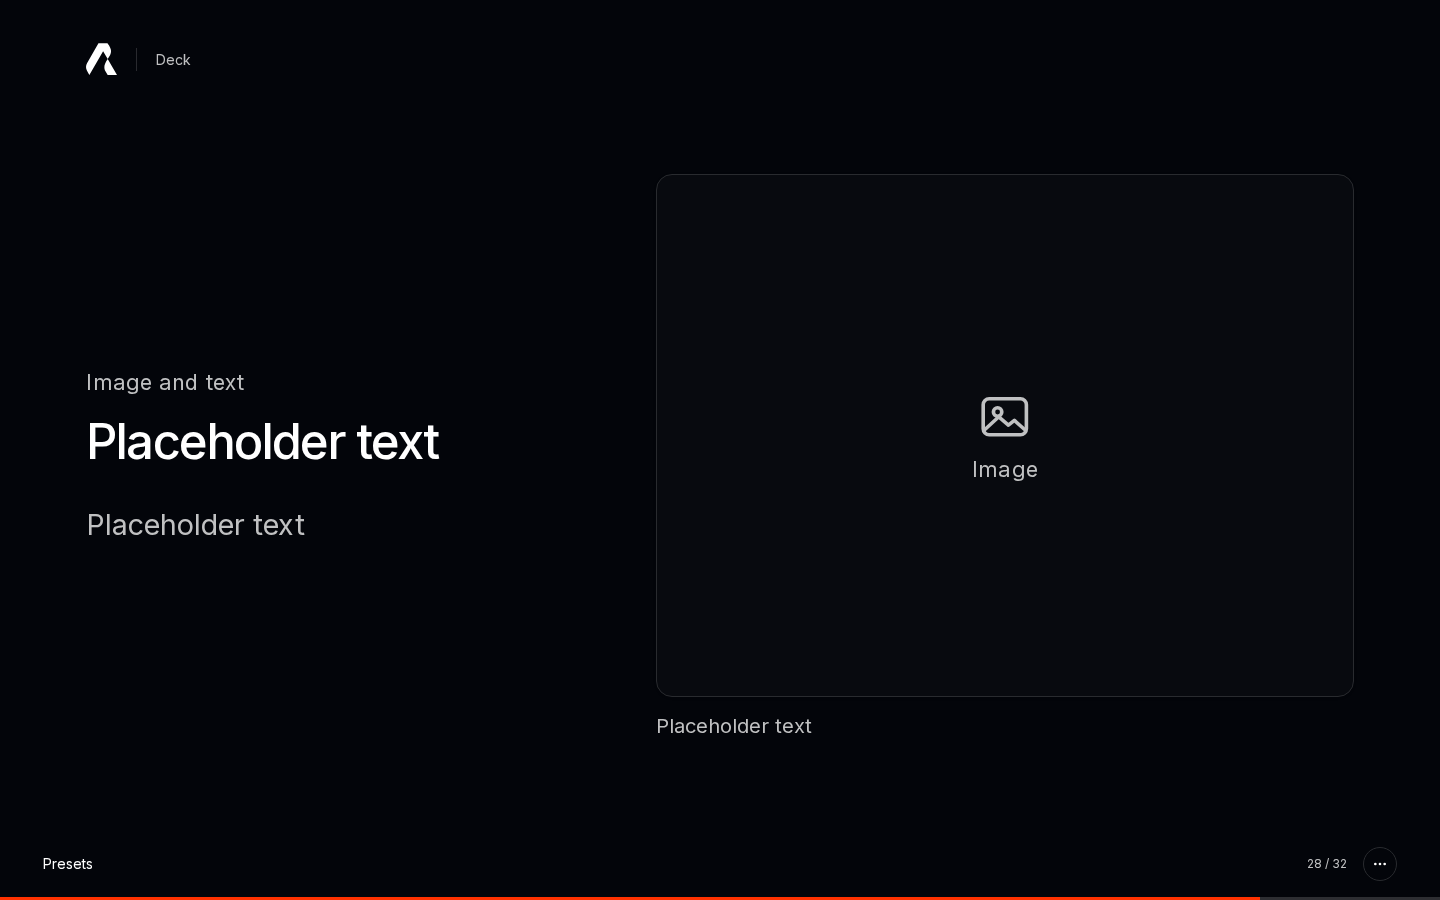 Deck
Image and text
Placeholder text
Placeholder text
Image
Placeholder text
Presets
28 / 32